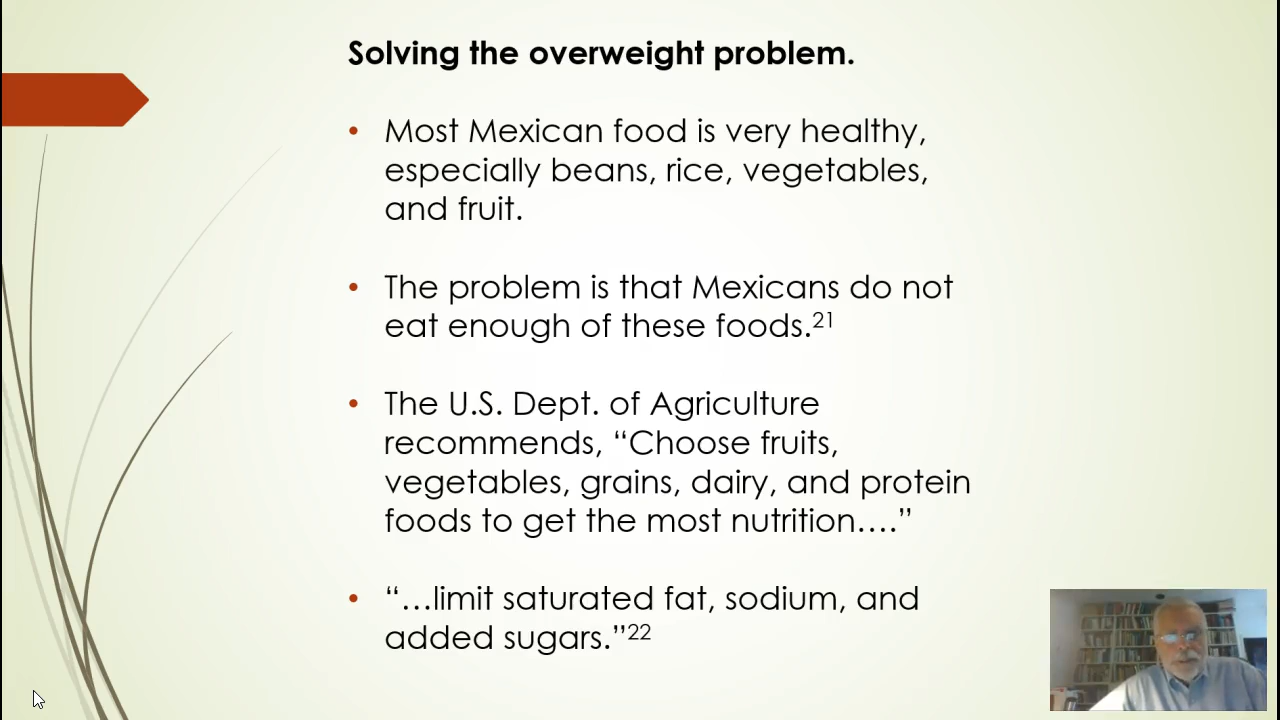 Solving the overweight problem.
• Most Mexican food is very healthy,
especially beans, rice, vegetables,
and fruit.
• The problem is that Mexicans do not
eat enough of these foods.21
• The U.S. Dept. of Agriculture
recommends, “Choose fruits,
vegetables, grains, dairy, and protein
foods to get the most nutrition….”
• “…limit saturated fat, sodium, and
added sugars.”22